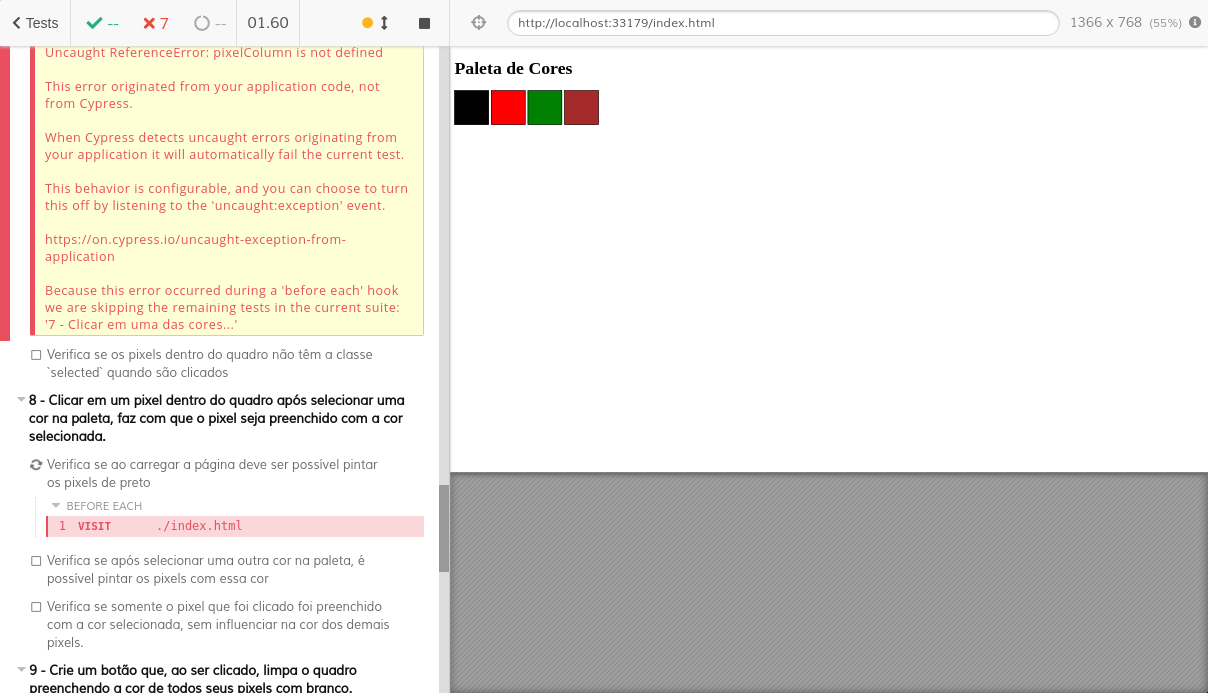 Tests
--
7
--
01.60
http://localhost:33179/index.html
1366 x 768 (55%)
Uncaught ReferenceError: pixelColumn is not defined
This error originated from your application code, not
from Cypress.
When Cypress detects uncaught errors originating from
your application it will automatically fail the current test.
This behavior is configurable, and you can choose to turn
this off by listening to the 'uncaught:exception' event.
https://on.cypress.io/uncaught-exception-from-
application
Because this error occurred during a 'before each' hook
we are skipping the remaining tests in the current suite:
'7 - Clicar em uma das cores...'
Verifica se os pixels dentro do quadro não têm a classe
`selected` quando são clicados
8 - Clicar em um pixel dentro do quadro após selecionar uma
cor na paleta, faz com que o pixel seja preenchido com a cor
selecionada.
Verifica se ao carregar a página deve ser possível pintar
os pixels de preto
BEFORE EACH
1 VISIT ./index.html
Verifica se após selecionar uma outra cor na paleta, é
possível pintar os pixels com essa cor
Verifica se somente o pixel que foi clicado foi preenchido
com a cor selecionada, sem influenciar na cor dos demais
pixels.
9 - Crie um botão que, ao ser clicado, limpa o quadro
preenchendo a cor de todos seus pixels com branco.
Paleta de Cores